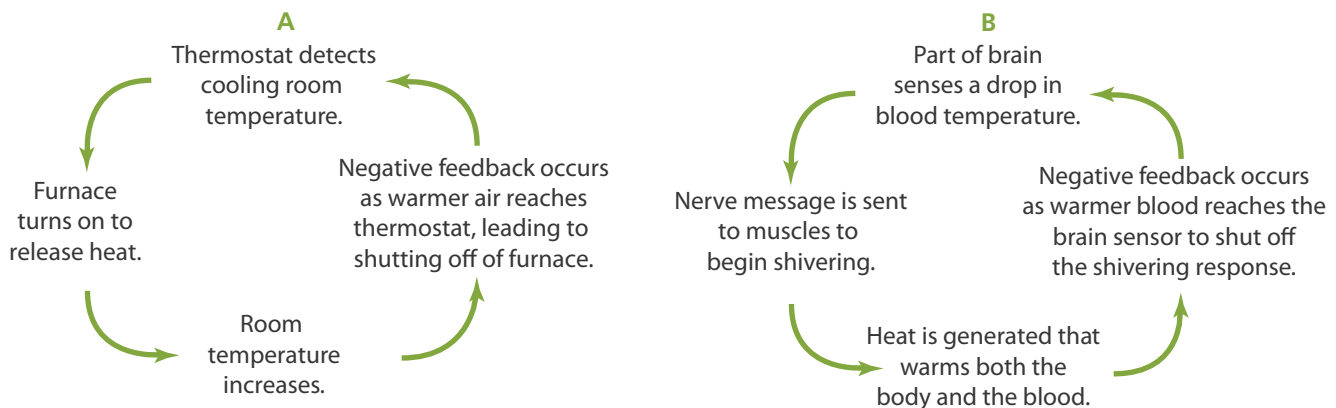 A
Thermostat detects
cooling room
temperature.
Furnace
turns on to
release heat.
Room
temperature
increases.
Negative feedback occurs
as warmer air reaches
thermostat, leading to
shutting off of furnace.
B
Part of brain
senses a drop in
blood temperature.
Nerve message is sent
to muscles to
begin shivering.
Heat is generated that
warms both the
body and the blood.
Negative feedback occurs
as warmer blood reaches the
brain sensor to shut off
the shivering response.